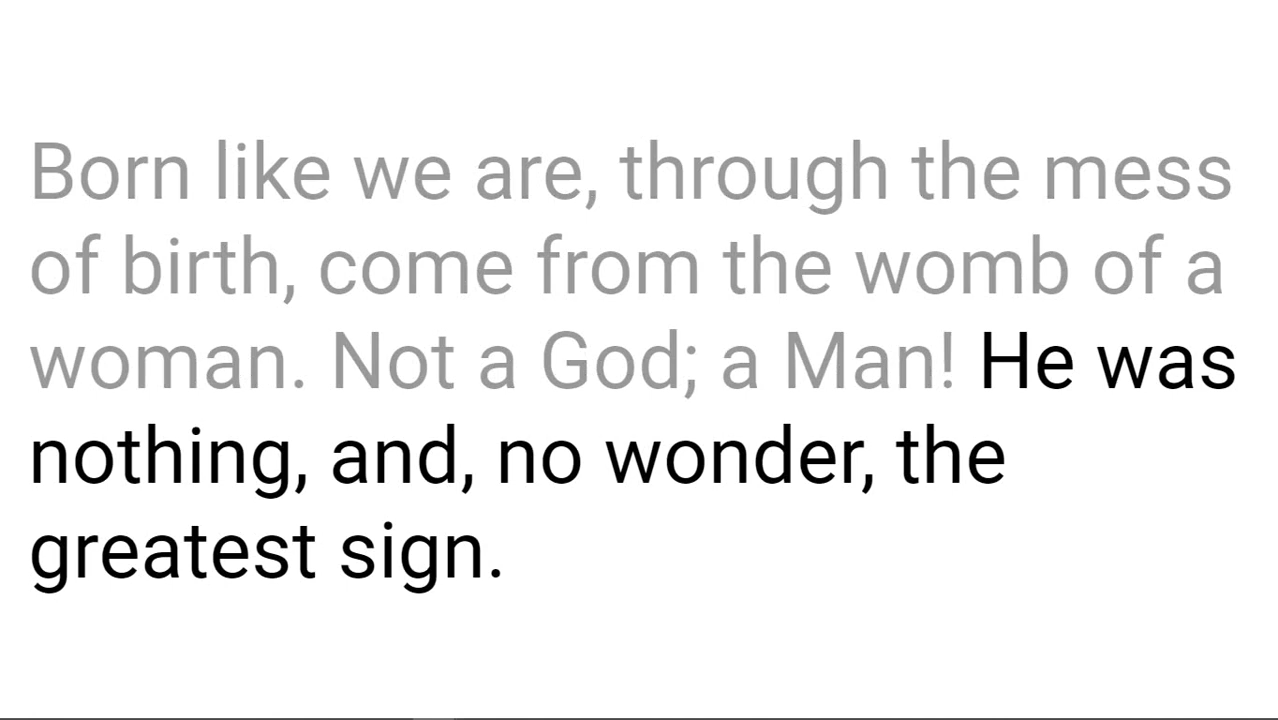 Born like we are, through the mess
of birth, come from the womb of a
woman. Not a God; a Man! He was
nothing, and, no wonder, the
greatest sign.